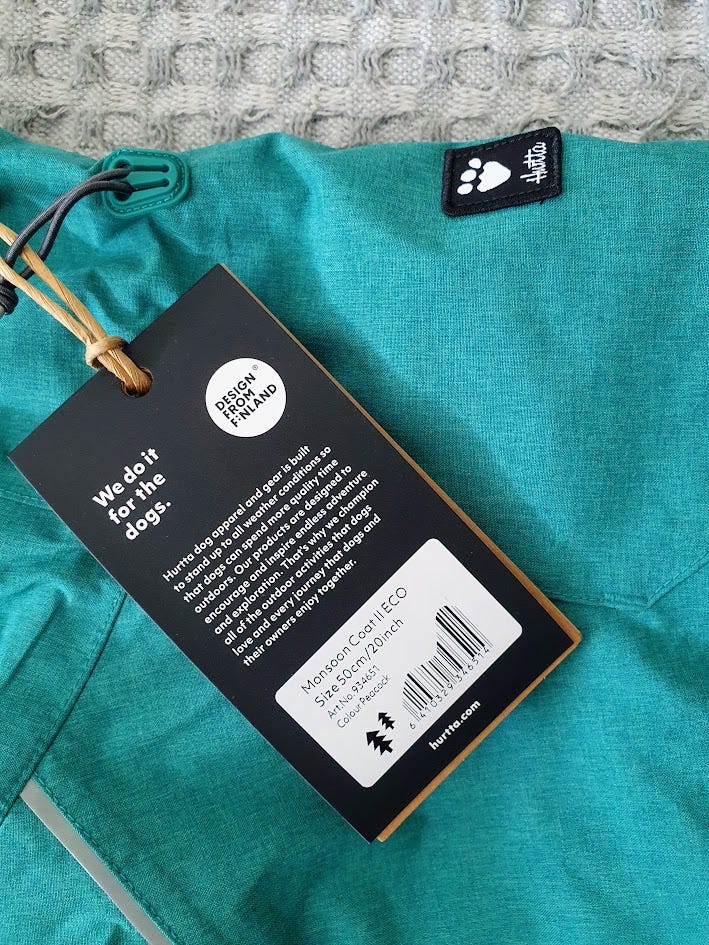 Hurtta
DESIGN®
FROM
FINLAND
We do it
for the
dogs.
Hurtta dog apparel and gear is built
to stand up to all weather conditions so
that dogs can spend more quality time
outdoors. Our products are designed to
encourage and inspire endless adventure
and exploration. That's why we champion
all of the outdoor activities that dogs
love and every journey that dogs and
their owners enjoy together.
Monsoon Coat II ECO
Size 50cm/20inch
Art.No. 934651
Colour Peacock
6 410329 346514
hurtta.com